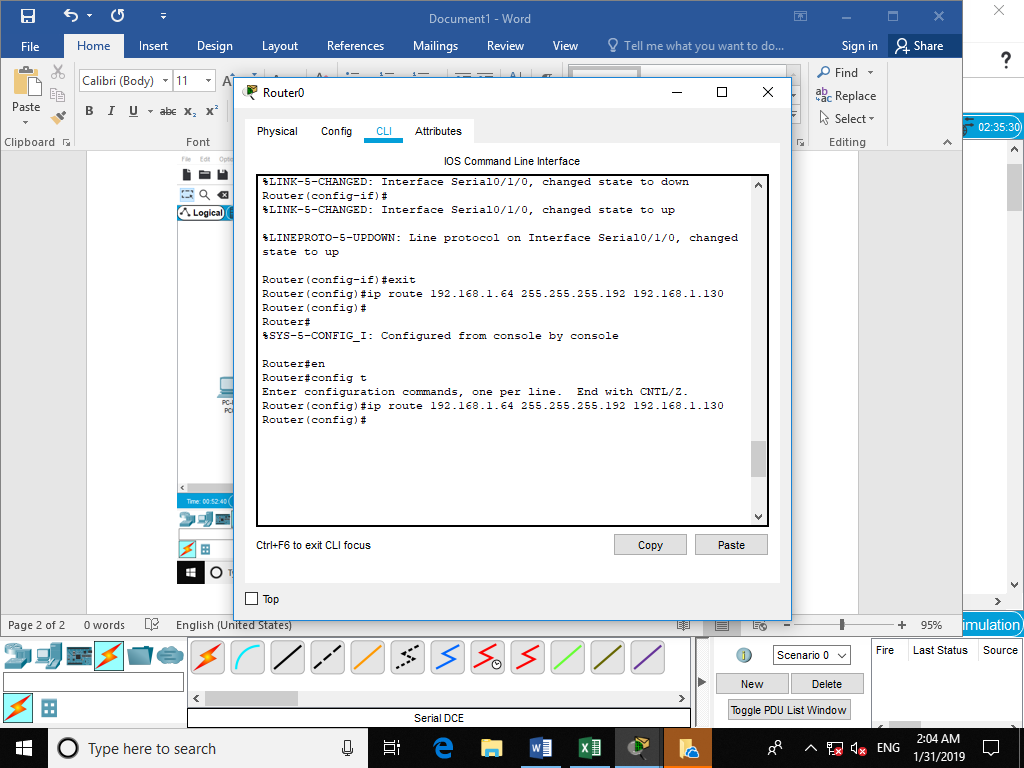 Document1 - Word
File
Home
Insert
Design
Layout
References
Mailings
Review
View
Tell me what you want to do...
Sign in
Share
Paste
Calibri (Body)
11
B I U abc X₂ X²
Find
Replace
Select
Clipboard
Font
Editing
?
02:35:30
Router0
Physical
Config
CLI
Attributes
IOS Command Line Interface
%LINK-5-CHANGED: Interface Serial0/1/0, changed state to down
Router(config-if)#
%LINK-5-CHANGED: Interface Serial0/1/0, changed state to up
%LINEPROTO-5-UPDOWN: Line protocol on Interface Serial0/1/0, changed
state to up
Router(config-if)#exit
Router(config)#ip route 192.168.1.64 255.255.255.192 192.168.1.130
Router(config)#
Router#
%SYS-5-CONFIG_I: Configured from console by console
Router#en
Router#config t
Enter configuration commands, one per line.  End with CNTL/Z.
Router(config)#ip route 192.168.1.64 255.255.255.192 192.168.1.130
Router(config)#
Ctrl+F6 to exit CLI focus
Copy
Paste
Top
File Edit
Logical
Time: 00:52:40
Page 2 of 2
0 words
English (United States)
95%
imulation
Scenario 0
Fire
Last Status
Source
New
Delete
Toggle PDU List Window
Serial DCE
Type here to search
ENG
2:04 AM
1/31/2019